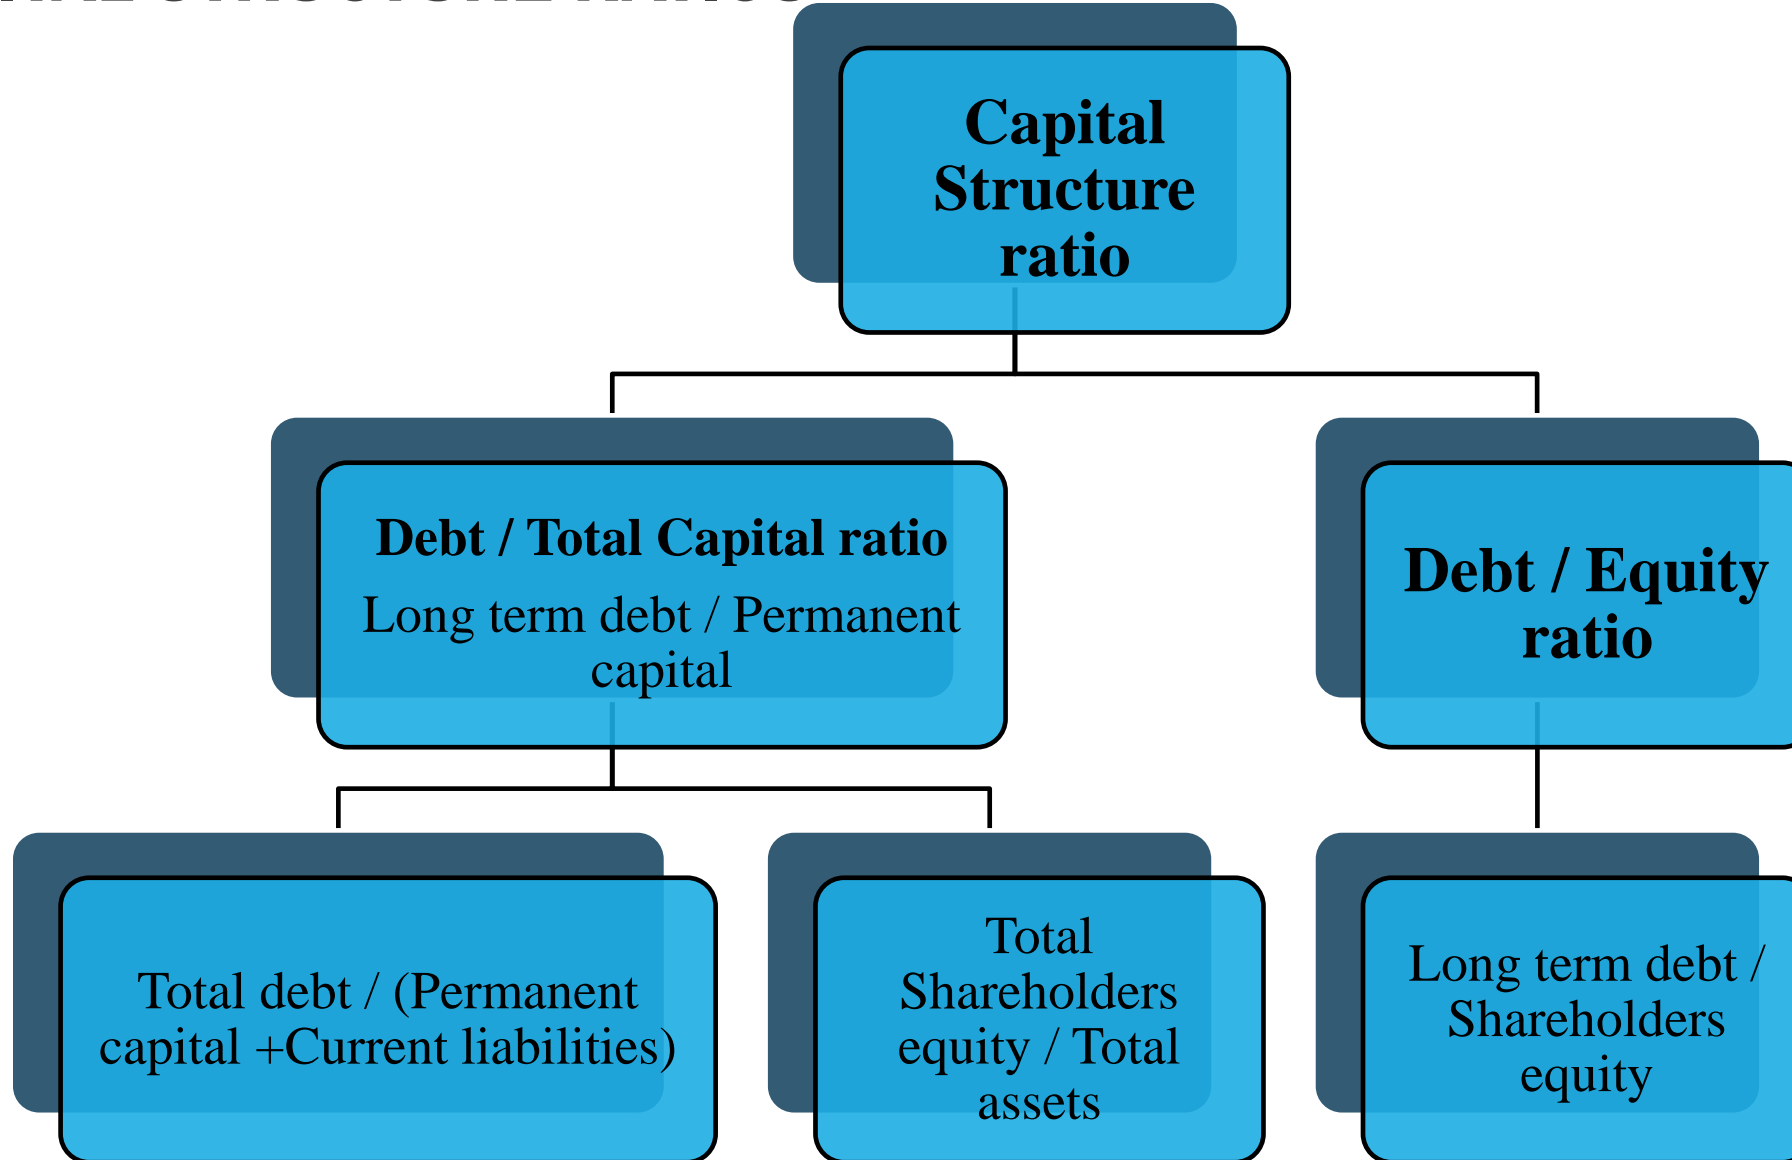 Capital
Structure
ratio
Debt / Total Capital ratio
Long term debt / Permanent
capital
Debt / Equity
ratio
Total debt / (Permanent
capital +Current liabilities)
Total
Shareholders
equity / Total
assets
Long term debt /
Shareholders
equity